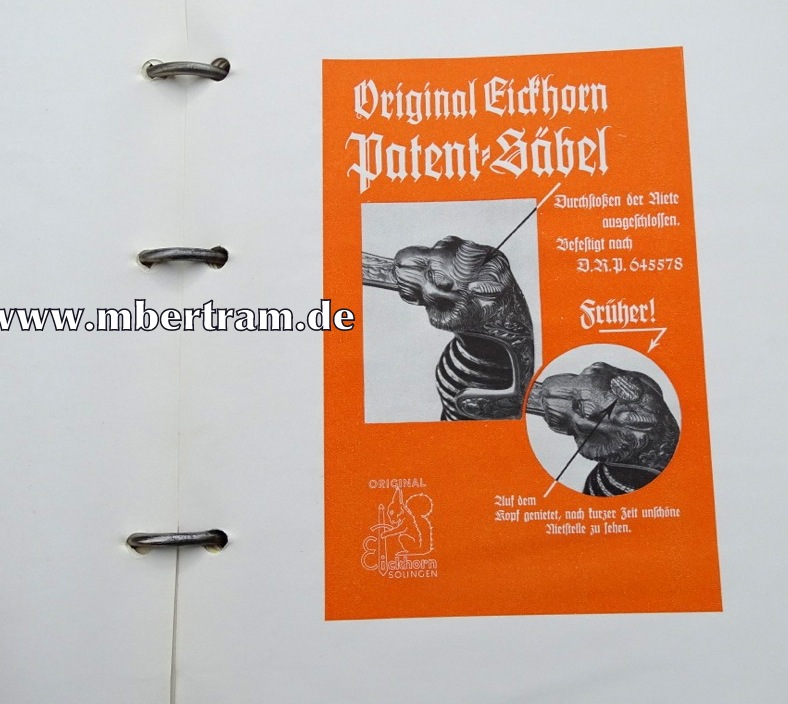 Original Eickhorn
Patent-Säbel
Durchstoßen der Niete
ausgeschlossen.
Befestigt nach
D.R.P. 645578
www.mbertram.de
Früher!
ORIGINAL
Eickhorn
SOLINGEN
Auf dem
Kopf genietet, nach kurzer Zeit unschöne
Nietstelle zu sehen.